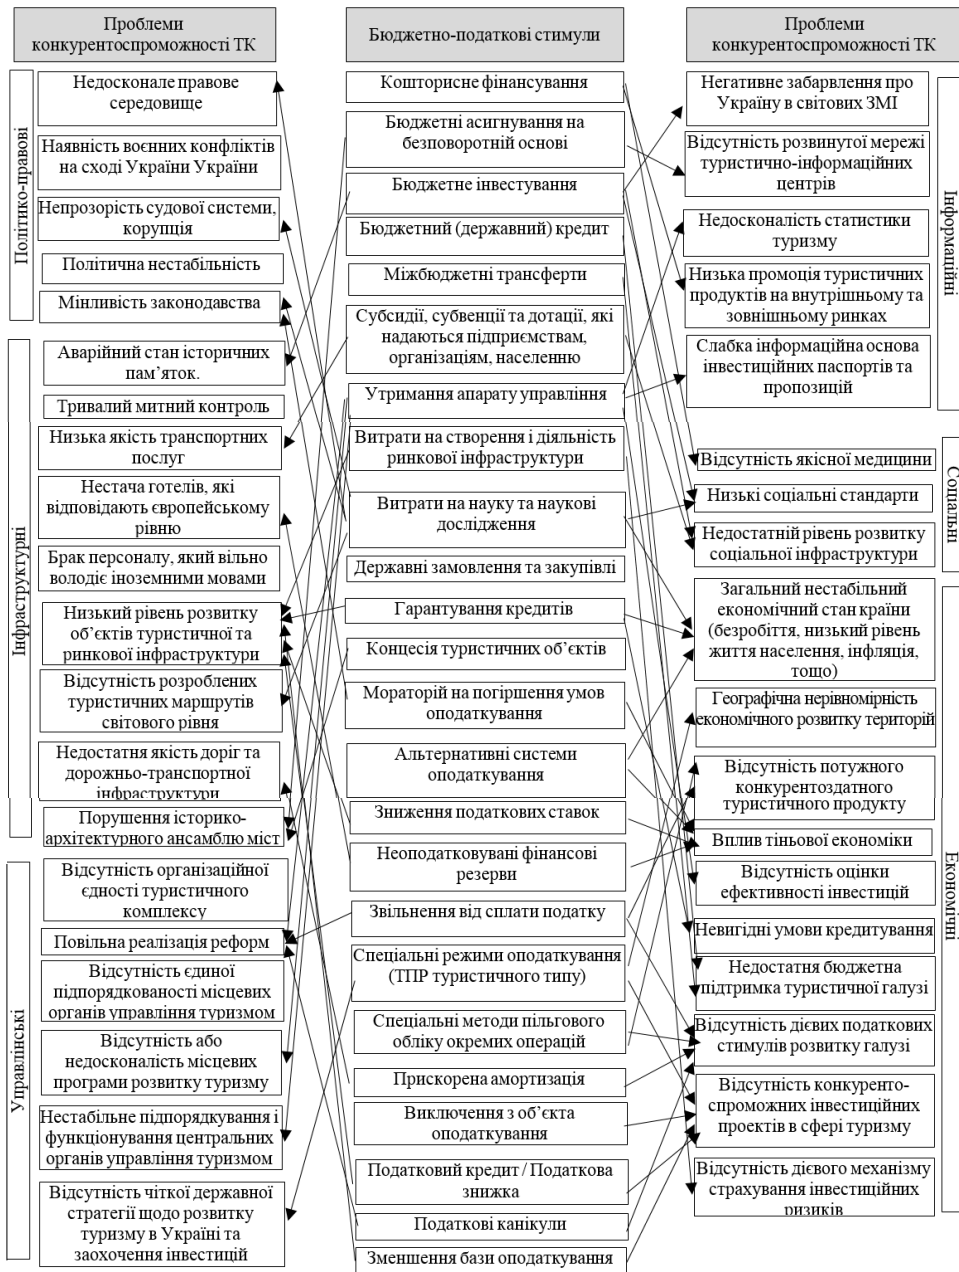 Проблеми
конкурентоспроможності ТК
Політико-правові
Недосконале правове
середовище
Наявність воєнних конфліктів
на сході України України
Непрозорість судової системи,
корупція
Політична нестабільність
Мінливість законодавства
Інфраструктурні
Аварійний стан історичних
пам’яток.
Тривалий митний контроль
Низька якість транспортних
послуг
Нестача готелів, які
відповідають європейському
рівню
Брак персоналу, який вільно
володіє іноземними мовами
Низький рівень розвитку
об’єктів туристичної та
ринкової інфраструктури
Відсутність розроблених
туристичних маршрутів
світового рівня
Недостатня якість доріг та
дорожньо-транспортної
інфраструктури
Порушення історико-
архітектурного ансамблю міст
Управлінські
Відсутність організаційної
єдності туристичного
комплексу
Повільна реалізація реформ
Відсутність єдиної
підпорядкованості місцевих
органів управління туризмом
Відсутність або
недосконалість місцевих
програми розвитку туризму
Нестабільне підпорядкування і
функціонування центральних
органів управління туризмом
Відсутність чіткої державної
стратегії щодо розвитку
туризму в Україні та
заохочення інвестицій
Бюджетно-податкові стимули
Кошторисне фінансування
Бюджетні асигнування на
безповоротній основі
Бюджетне інвестування
Бюджетний (державний) кредит
Міжбюджетні трансферти
Субсидії, субвенції та дотації, які
надаються підприємствам,
організаціям, населенню
Утримання апарату управління
Витрати на створення і діяльність
ринкової інфраструктури
Витрати на науку та наукові
дослідження
Державні замовлення та закупівлі
Гарантування кредитів
Концесія туристичних об’єктів
Мораторій на погіршення умов
оподаткування
Альтернативні системи
оподаткування
Зниження податкових ставок
Неоподатковувані фінансові
резерви
Звільнення від сплати податку
Спеціальні режими оподаткування
(ТПР туристичного типу)
Спеціальні методи пільгового
обліку окремих операцій
Прискорена амортизація
Виключення з об’єкта
оподаткування
Податковий кредит / Податкова
знижка
Податкові канікули
Зменшення бази оподаткування
Проблеми
конкурентоспроможності ТК
Інформаційні
Негативне забарвлення про
Україну в світових ЗМІ
Відсутність розвинутої мережі
туристично-інформаційних
центрів
Недосконалість статистики
туризму
Низька промоція туристичних
продуктів на внутрішньому та
зовнішньому ринках
Слабка інформаційна основа
інвестиційних паспортів та
пропозицій
Соціальні
Відсутність якісної медицини
Низькі соціальні стандарти
Недостатній рівень розвитку
соціальної інфраструктури
Економічні
Загальний нестабільний
економічний стан країни
(безробіття, низький рівень
життя населення, інфляція,
тощо)
Географічна нерівномірність
економічного розвитку територій
Відсутність потужного
конкурентоздатного
туристичного продукту
Вплив тіньової економіки
Відсутність оцінки
ефективності інвестицій
Невигідні умови кредитування
Недостатня бюджетна
підтримка туристичної галузі
Відсутність дієвих податкових
стимулів розвитку галузі
Відсутність конкуренто-
спроможних інвестиційних
проектів в сфері туризму
Відсутність дієвого механізму
страхування інвестиційних
ризиків